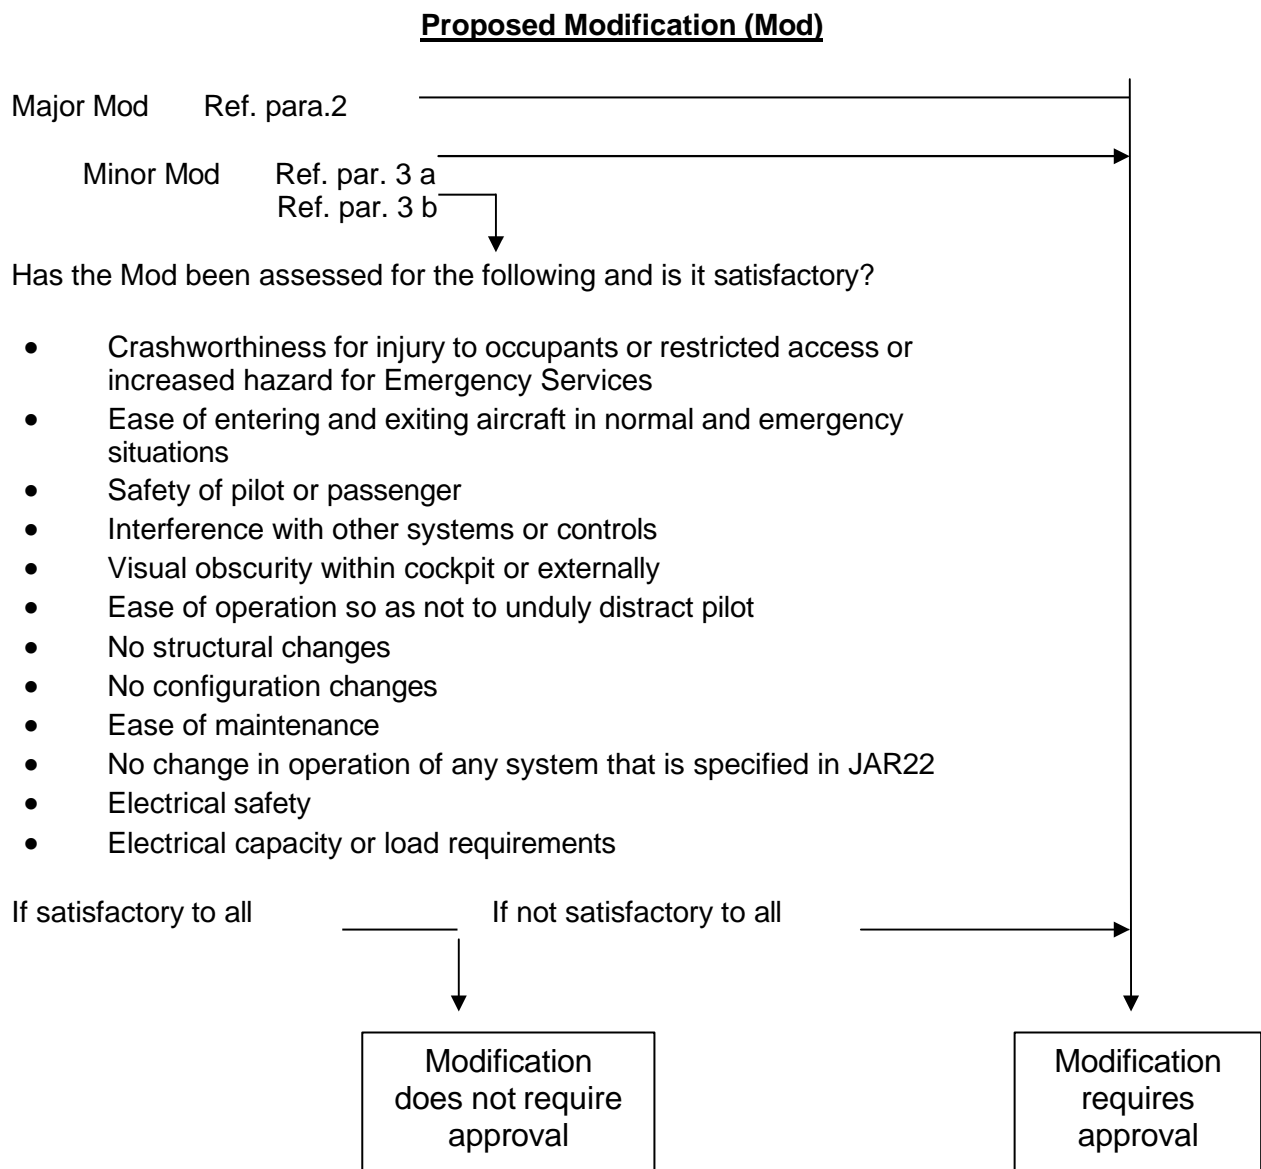 Proposed Modification (Mod)
Major Mod Ref. para.2
Minor Mod Ref. par. 3 a
Ref. par. 3 b
Has the Mod been assessed for the following and is it satisfactory?
• Crashworthiness for injury to occupants or restricted access or
increased hazard for Emergency Services
• Ease of entering and exiting aircraft in normal and emergency
situations
• Safety of pilot or passenger
• Interference with other systems or controls
• Visual obscurity within cockpit or externally
• Ease of operation so as not to unduly distract pilot
• No structural changes
• No configuration changes
• Ease of maintenance
• No change in operation of any system that is specified in JAR22
• Electrical safety
• Electrical capacity or load requirements
If satisfactory to all If not satisfactory to all
Modification
does not require
approval
Modification
requires
approval